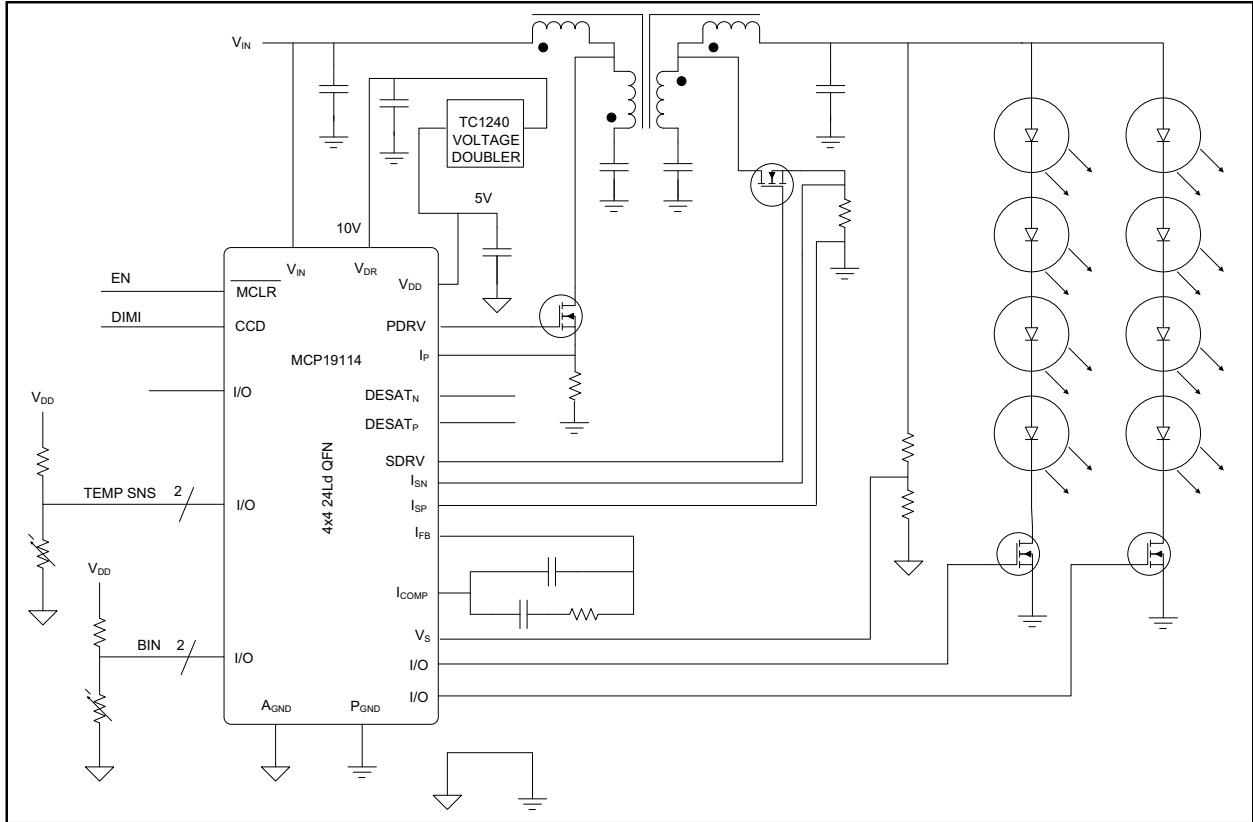 VIN
TC1240
VOLTAGE
DOUBLER
5V
10V
EN
DIMI
VIN
VDR
VDD
MCLR
CCD
PDRV
MCP19114
IP
I/O
VDD
DESATN
DESATP
4x4 24Ld QFN
SDRV
ISN
TEMP SNS
2
I/O
ISP
IFB
VDD
ICOMP
VS
BIN
2
I/O
I/O
I/O
AGND
PGND